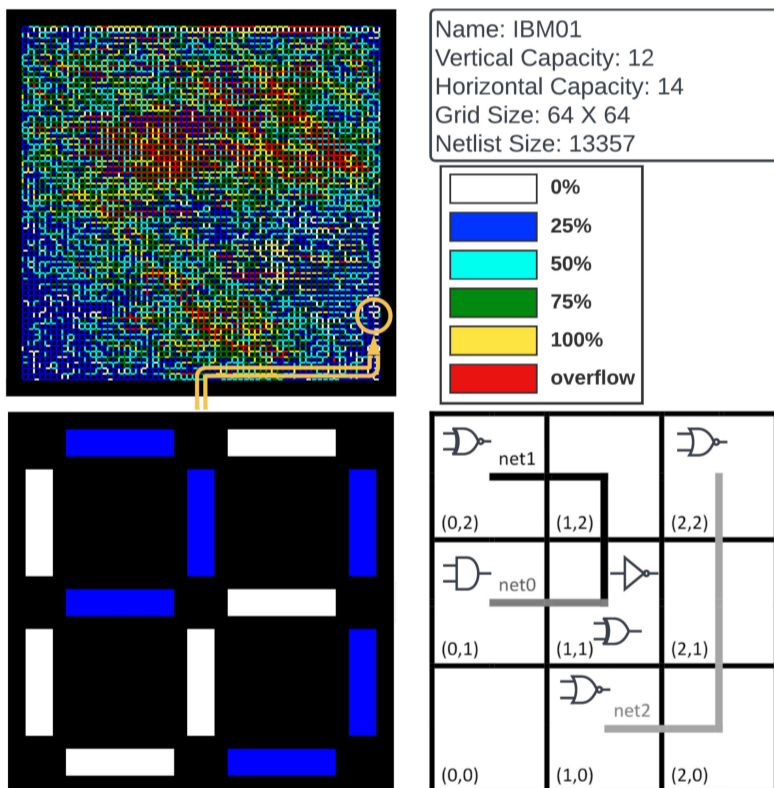 Name: IBM01
Vertical Capacity: 12
Horizontal Capacity: 14
Grid Size: 64 X 64
Netlist Size: 13357
0%
25%
50%
75%
100%
overflow
net1
(0,2)
(1,2)
(2,2)
net0
(0,1)
(1,1)
(2,1)
net2
(0,0)
(1,0)
(2,0)